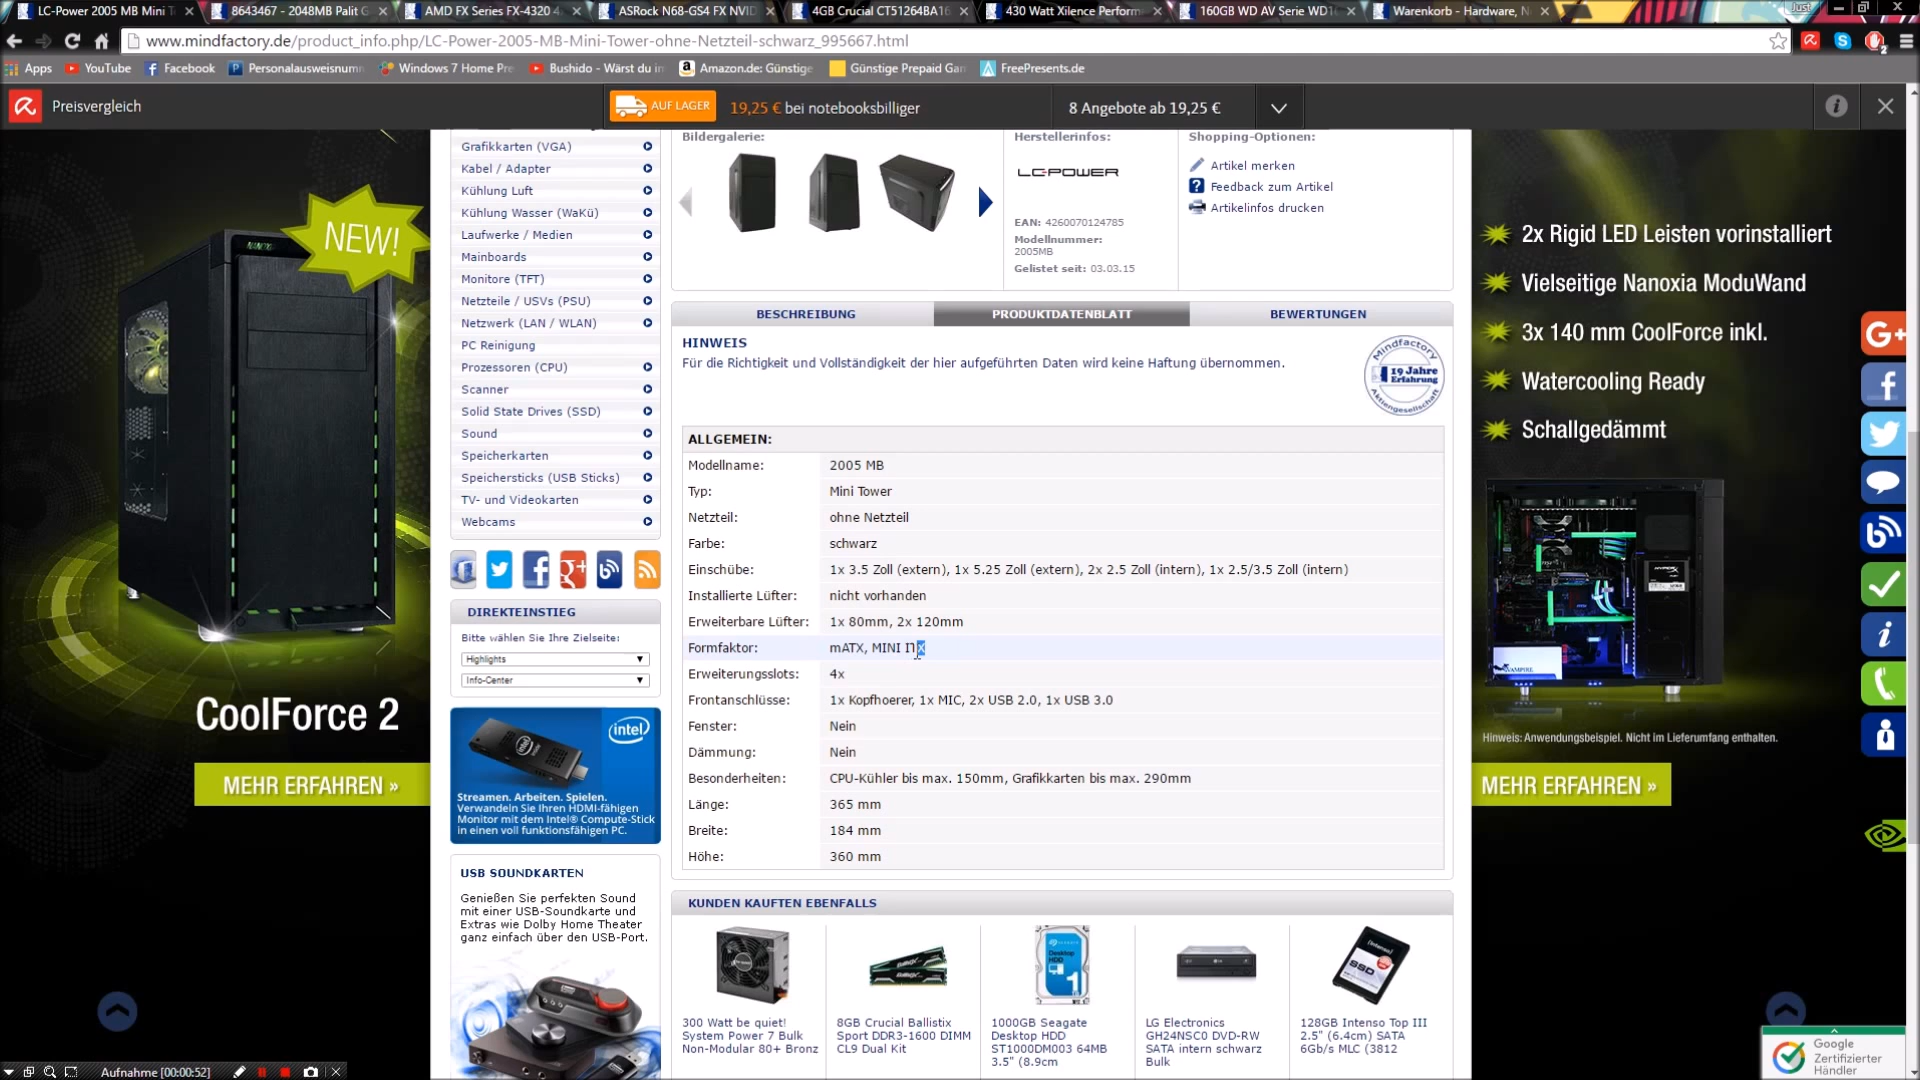 LC-Power 2005 MB Mini T
8643467 - 2048MB Palit G
AMD FX Series FX-4320 4
ASRock N68-GS4 FX NVID
4GB Crucial CT51264BA16
430 Watt Xilence Perform
160GB WD AV Serie WD1
Warenkorb - Hardware, N
Just
www.mindfactory.de/product_info.php/LC-Power-2005-MB-Mini-Tower-ohne-Netzteil-schwarz_995667.html
Apps
YouTube
Facebook
Personalausweisnumm
Windows 7 Home Pre
Bushido - Wärst du im
Amazon.de: Günstige
Günstige Prepaid Gan
FreePresents.de
Preisvergleich
AUF LAGER
19,25 € bei notebooksbilliger
8 Angebote ab 19,25 €
NEW!
CoolForce 2
MEHR ERFAHREN »
Grafikkarten (VGA)
Kabel / Adapter
Kühlung Luft
Kühlung Wasser (WaKü)
Laufwerke / Medien
Mainboards
Monitore (TFT)
Netzteile / USVs (PSU)
Netzwerk (LAN / WLAN)
PC Reinigung
Prozessoren (CPU)
Scanner
Solid State Drives (SSD)
Sound
Speicherkarten
Speichersticks (USB Sticks)
TV- und Videokarten
Webcams
DIREKTEINSTIEG
Bitte wählen Sie Ihre Zielseite:
Highlights
Info-Center
intel
Streamen. Arbeiten. Spielen.
Verwandeln Sie Ihren HDMI-fähigen
Monitor mit dem Intel® Compute-Stick
in einen voll funktionsfähigen PC.
USB SOUNDKARTEN
Genießen Sie perfekten Sound
mit einer USB-Soundkarte und
Extras wie Dolby Home Theater
ganz einfach über den USB-Port.
Bildergalerie:
Herstellerinfos:
LC-POWER
EAN: 4260070124785
Modellnummer:
2005MB
Gelistet seit: 03.03.15
Shopping-Optionen:
Artikel merken
Feedback zum Artikel
Artikelinfos drucken
BESCHREIBUNG
PRODUKTDATENBLATT
BEWERTUNGEN
HINWEIS
Für die Richtigkeit und Vollständigkeit der hier aufgeführten Daten wird keine Haftung übernommen.
Mindfactory
19 Jahre
Erfahrung
Aktiengesellschaft
ALLGEMEIN:
Modellname: 2005 MB
Typ: Mini Tower
Netzteil: ohne Netzteil
Farbe: schwarz
Einschübe: 1x 3.5 Zoll (extern), 1x 5.25 Zoll (extern), 2x 2.5 Zoll (intern), 1x 2.5/3.5 Zoll (intern)
Installierte Lüfter: nicht vorhanden
Erweiterbare Lüfter: 1x 80mm, 2x 120mm
Formfaktor: mATX, MINI ITX
Erweiterungsslots: 4x
Frontanschlüsse: 1x Kopfhoerer, 1x MIC, 2x USB 2.0, 1x USB 3.0
Fenster: Nein
Dämmung: Nein
Besonderheiten: CPU-Kühler bis max. 150mm, Grafikkarten bis max. 290mm
Länge: 365 mm
Breite: 184 mm
Höhe: 360 mm
KUNDEN KAUFTEN EBENFALLS
300 Watt be quiet!
System Power 7 Bulk
Non-Modular 80+ Bronz
8GB Crucial Ballistix
Sport DDR3-1600 DIMM
CL9 Dual Kit
1000GB Seagate
Desktop HDD
ST1000DM003 64MB
3.5" (8.9cm
LG Electronics
GH24NSC0 DVD-RW
SATA intern schwarz
Bulk
128GB Intenso Top III
2.5" (6.4cm) SATA
6Gb/s MLC (3812
2x Rigid LED Leisten vorinstalliert
Vielseitige Nanoxia ModuWand
3x 140 mm CoolForce inkl.
Watercooling Ready
Schallgedämmt
Hinweis: Anwendungsbeispiel. Nicht im Lieferumfang enthalten.
MEHR ERFAHREN »
Google
Zertifizierter
Händler
Aufnahme [00:00:52]